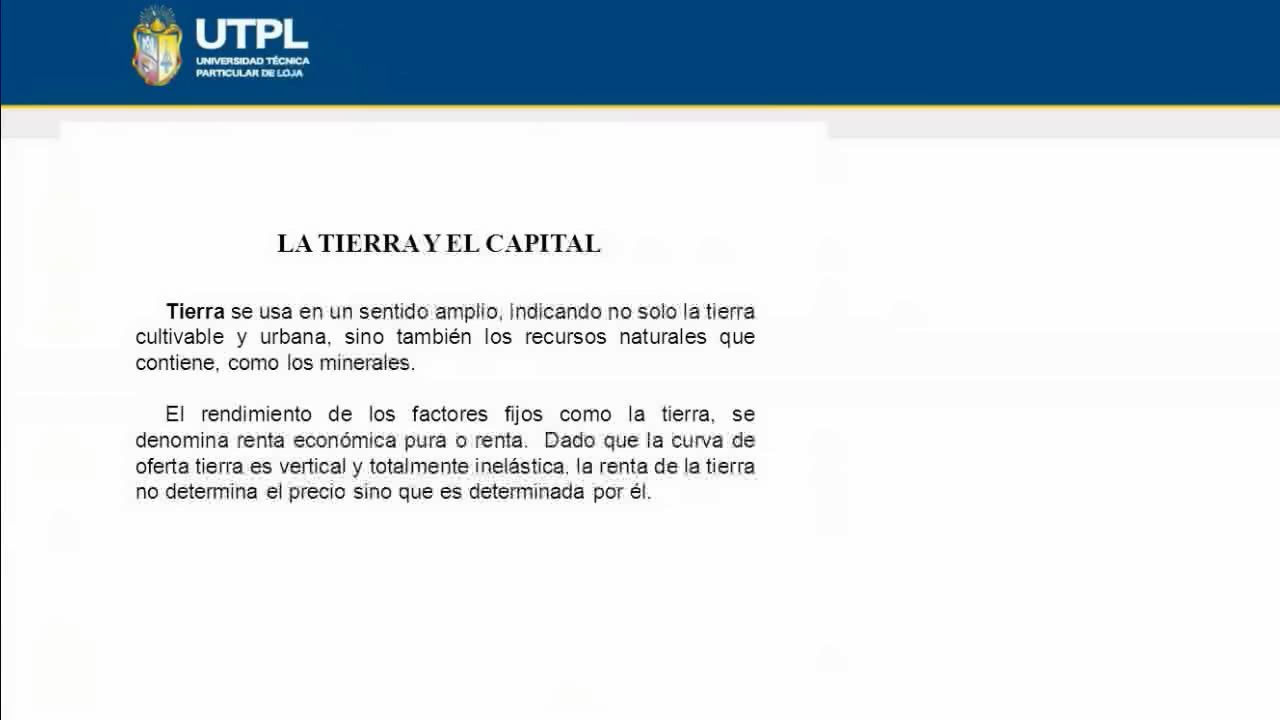 UTPL
UNIVERSIDAD TÉCNICA
PARTICULAR DE LOJA
LA TIERRA Y EL CAPITAL
Tierra se usa en un sentido amplio, indicando no solo la tierra
cultivable y urbana, sino también los recursos naturales que
contiene, como los minerales.
El rendimiento de los factores fijos como la tierra, se
denomina renta económica pura o renta. Dado que la curva de
oferta tierra es vertical y totalmente inelástica, la renta de la tierra
no determina el precio sino que es determinada por él.